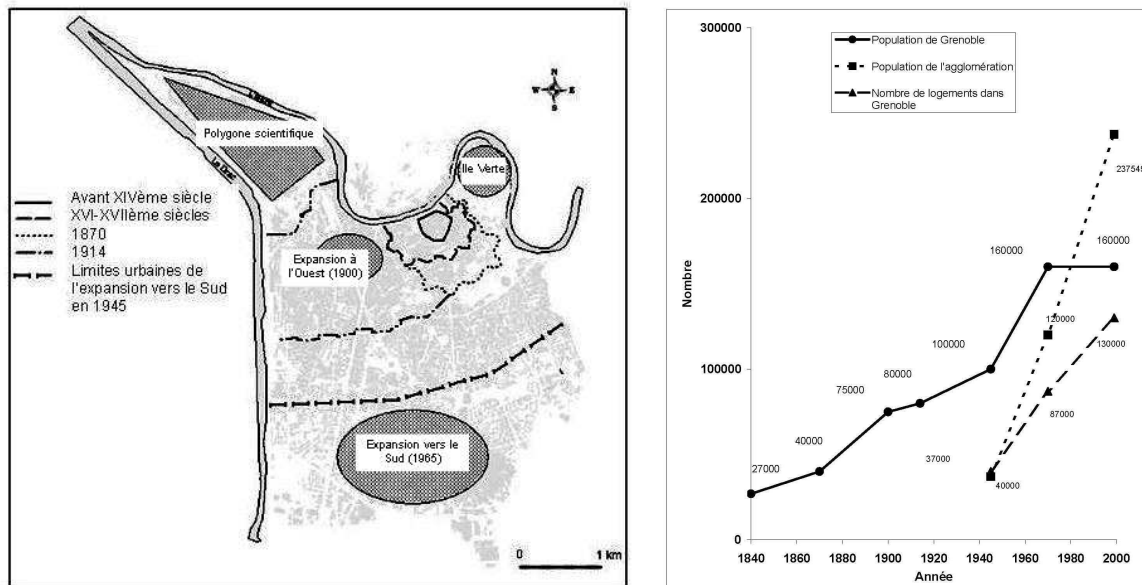 N
W E
S
L'Isère
Polygone scientifique
Le Drac
Ile Verte
Avant XIVème siècle
XVI-XVIIème siècles
1870
1914
Limites urbaines de
l'expansion vers le Sud
en 1945
Expansion à
l'Ouest (1900)
Expansion vers le
Sud (1965)
0 1 km
300000
200000
100000
0
Nombre
Population de Grenoble
Population de l'agglomération
Nombre de logements dans
Grenoble
237549
160000
160000
120000
130000
100000
80000
75000
87000
40000
37000
27000
40000
1840 1860 1880 1900 1920 1940 1960 1980 2000
Année